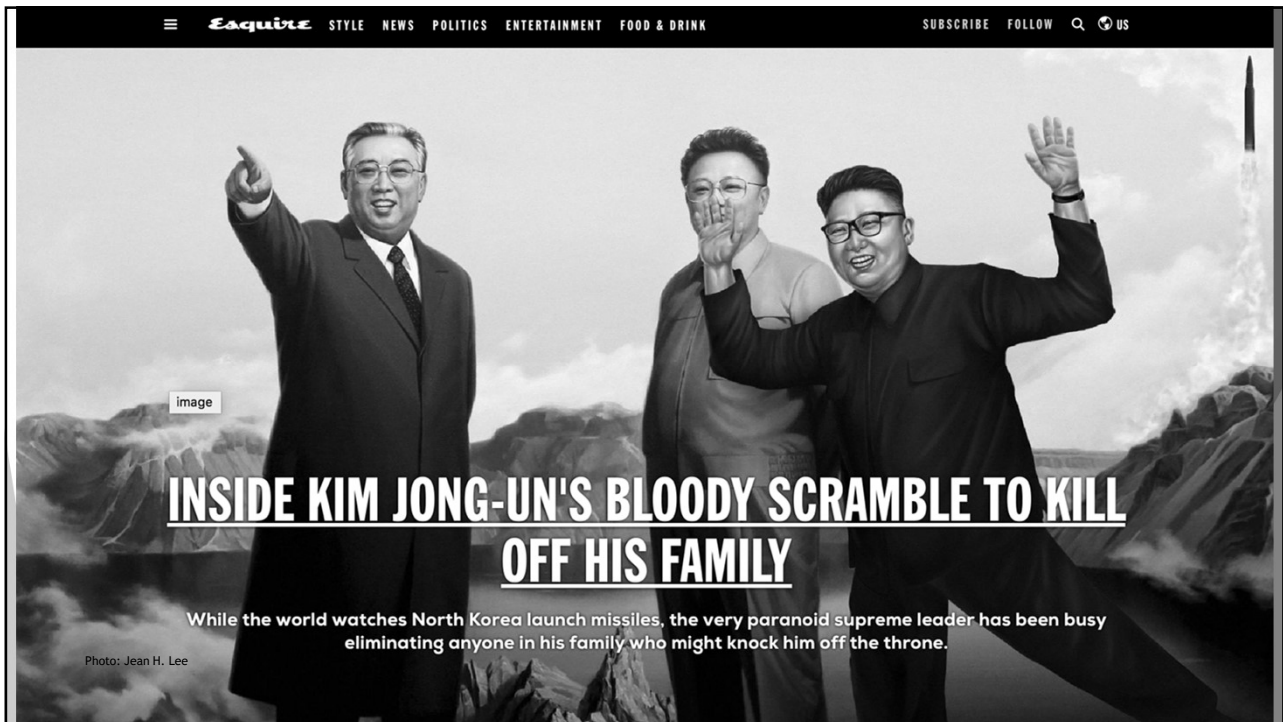 Esquire STYLE NEWS POLITICS ENTERTAINMENT FOOD & DRINK SUBSCRIBE FOLLOW US
image
INSIDE KIM JONG-UN'S BLOODY SCRAMBLE TO KILL
OFF HIS FAMILY
While the world watches North Korea launch missiles, the very paranoid supreme leader has been busy
eliminating anyone in his family who might knock him off the throne.
Photo: Jean H. Lee